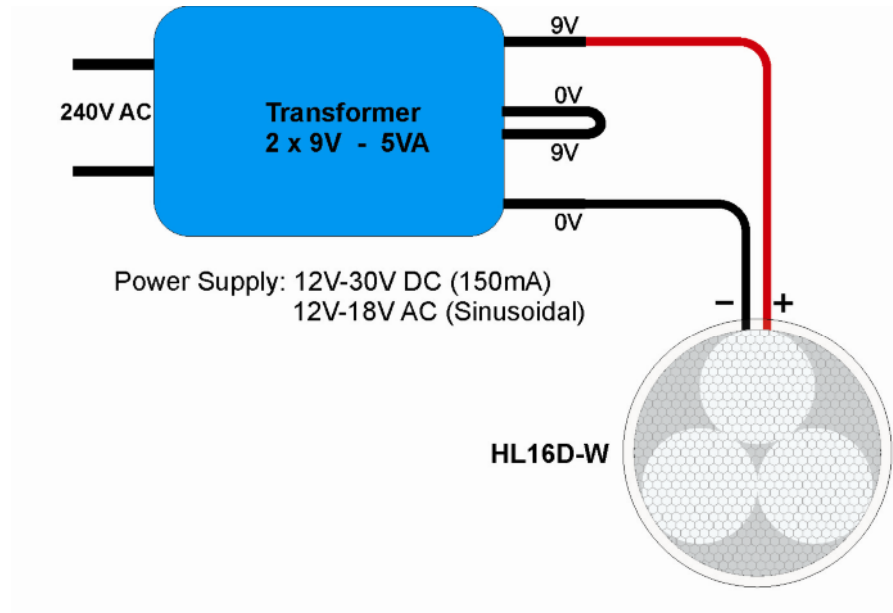 9V
240V AC
Transformer
2 x 9V - 5VA
0V
9V
0V
Power Supply: 12V-30V DC (150mA)
12V-18V AC (Sinusoidal)
− +
HL16D-W